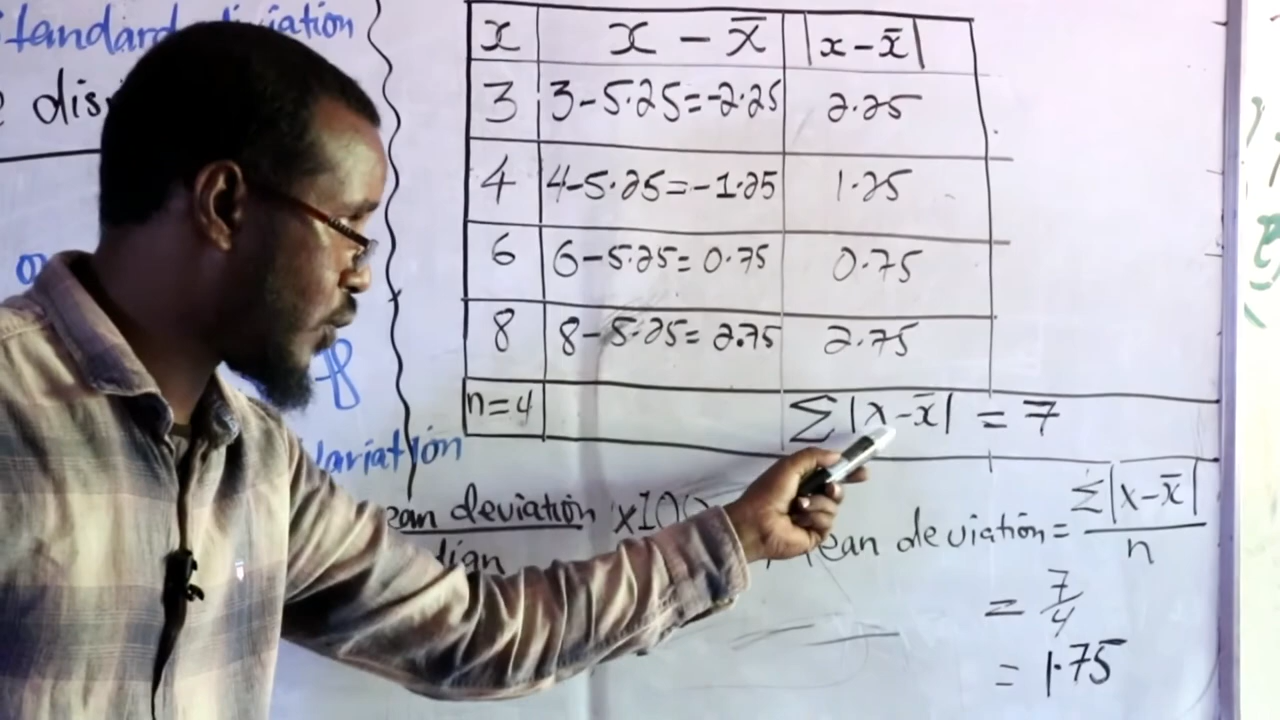 Standard deviation
x | x - x̄ | |x - x̄|
3 | 3-5.25=-2.25 | 2.25
4 | 4-5.25=-1.25 | 1.25
6 | 6-5.25=0.75 | 0.75
8 | 8-5.25=2.75 | 2.75
n=4 | Σ|x-x̄| = 7
deviation x100
Mean deviation = Σ|x-x̄| / n
= 7/4
= 1.75